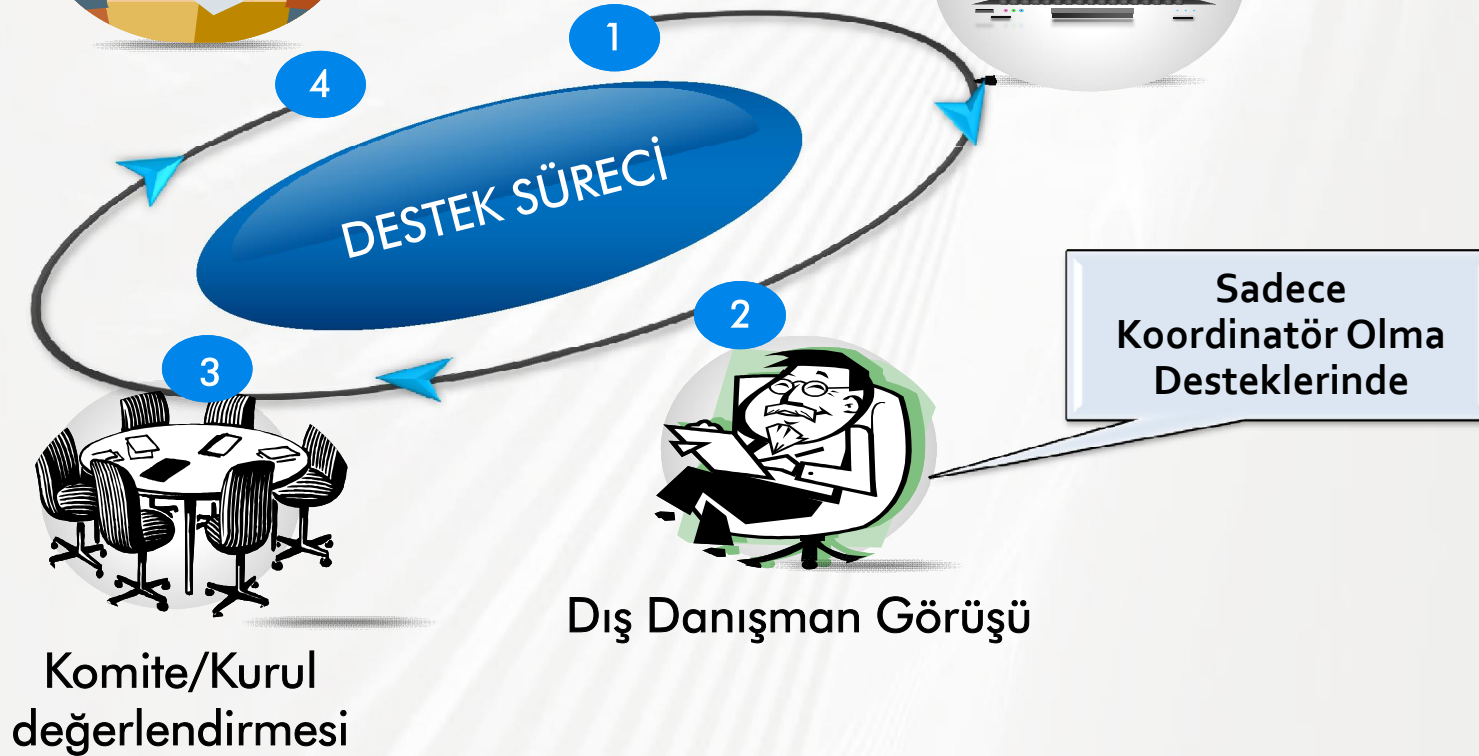 1
4
DESTEK SÜRECİ
2
Sadece
Koordinatör Olma
Desteklerinde
3
Dış Danışman Görüşü
Komite/Kurul
değerlendirmesi